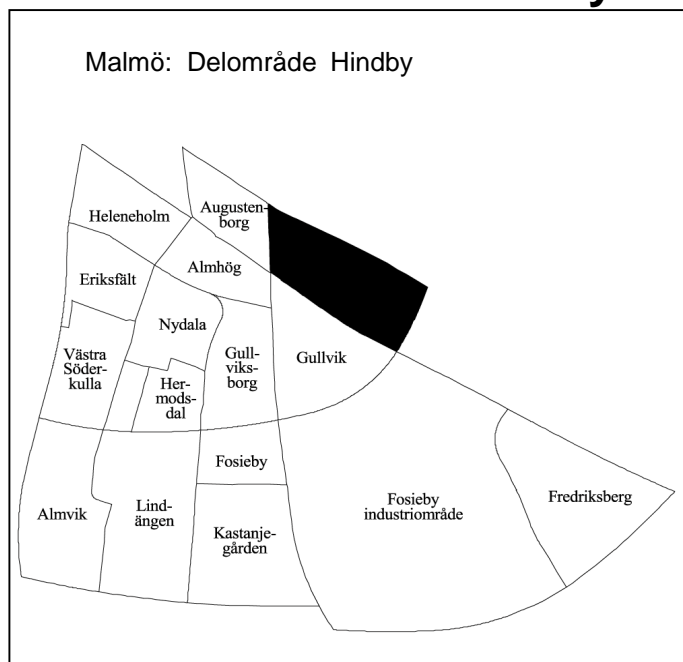 Malmö: Delområde Hindby
Heleneholm
Augusten-
borg
Almhög
Eriksfält
Nydala
Gull-
viks-
borg
Gullvik
Västra
Söder-
kulla
Her-
mods-
dal
Fosieby
Almvik
Lind-
ängen
Kastanje-
gården
Fosieby
industriområde
Fredriksberg